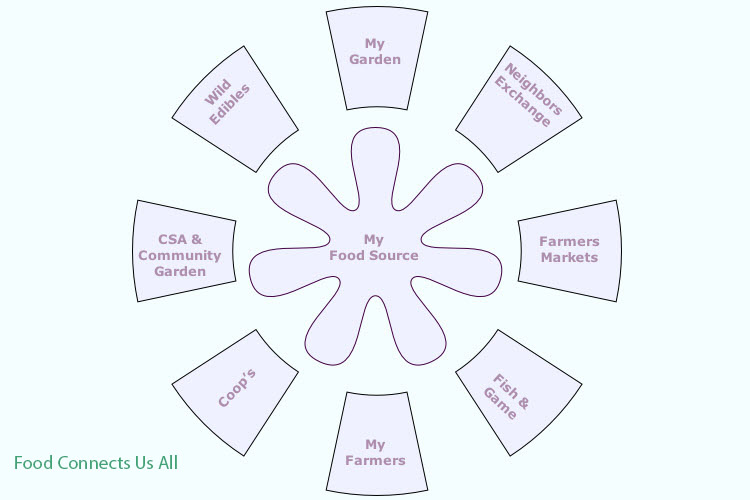 My
Garden
Neighbors
Exchange
Wild
Edibles
My
Food Source
CSA &
Community
Garden
Farmers
Markets
Coop's
Fish &
Game
My
Farmers
Food Connects Us All